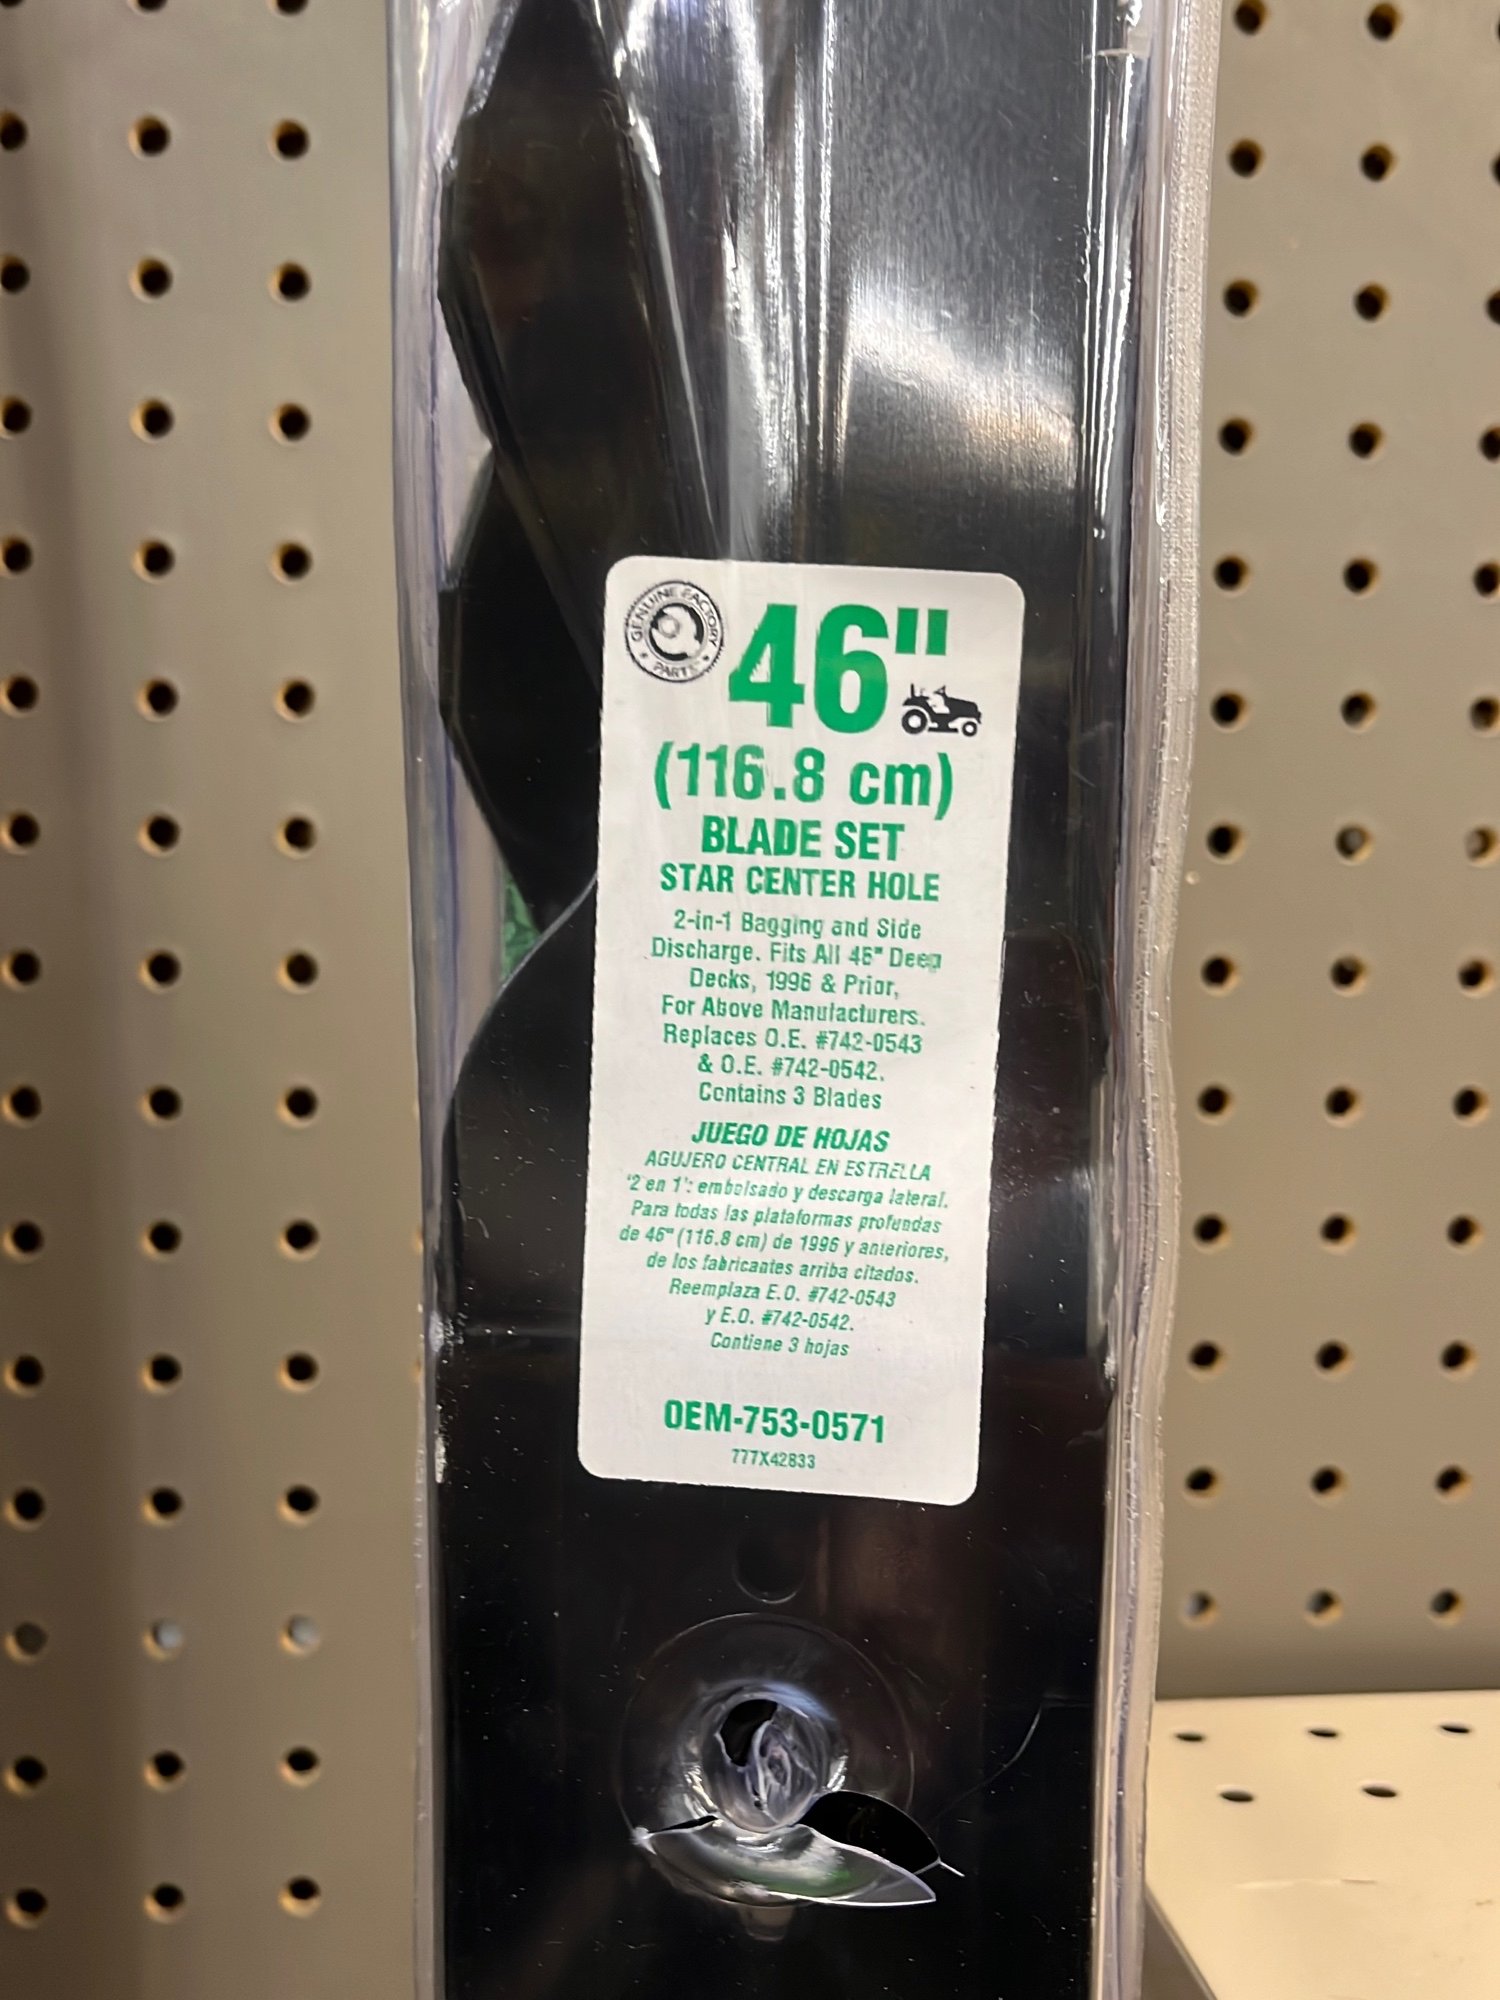 GENUINE FACTORY PARTS
46"
(116.8 cm)
BLADE SET
STAR CENTER HOLE
2-in-1 Bagging and Side
Discharge. Fits All 46" Deep
Decks, 1996 & Prior,
For Above Manufacturers.
Replaces O.E. #742-0543
& O.E. #742-0542.
Contains 3 Blades
JUEGO DE HOJAS
AGUJERO CENTRAL EN ESTRELLA
'2 en 1': embolsado y descarga lateral.
Para todas las plataformas profundas
de 46" (116.8 cm) de 1996 y anteriores,
de los fabricantes arriba citados.
Reemplaza E.O. #742-0543
y E.O. #742-0542.
Contiene 3 hojas
OEM-753-0571
777X42833